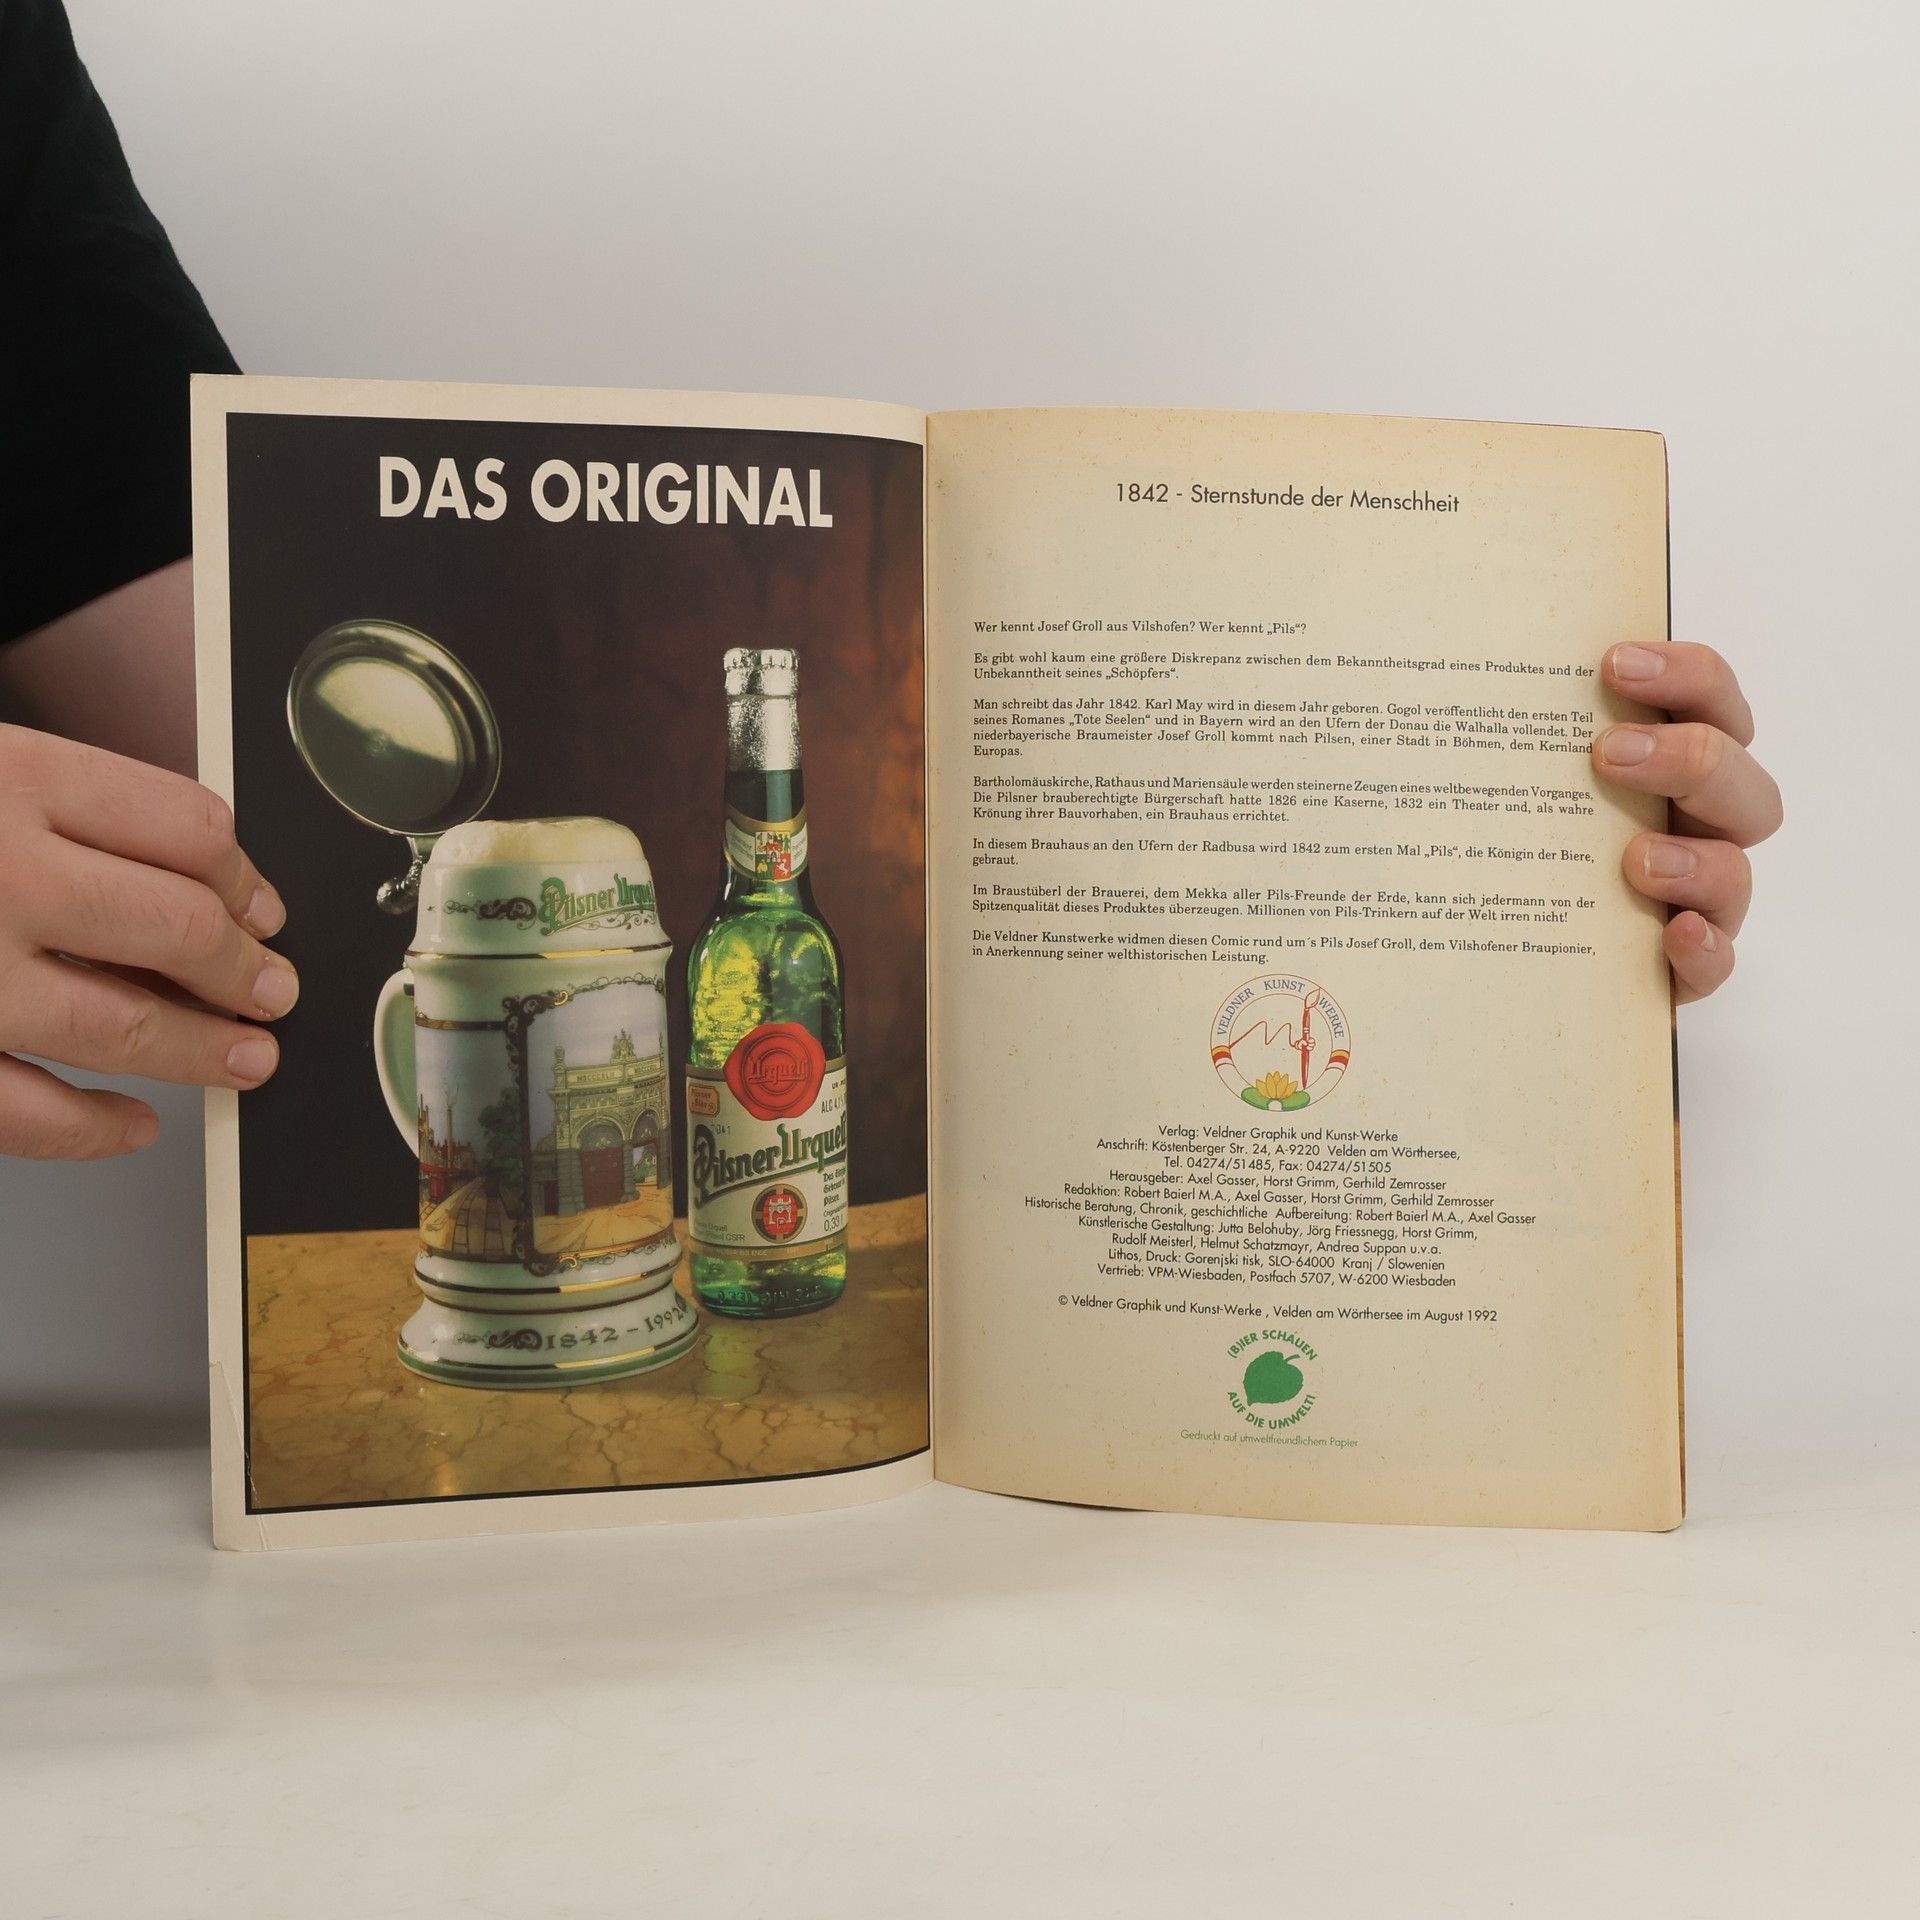 DAS ORIGINAL
Pilsner Urquell
1842 - 1992
Urquell
ALC 4,
Pilsner Urquell
0,33 l
1842 - Sternstunde der Menschheit
Wer kennt Josef Groll aus Vilshofen? Wer kennt „Pils“?
Es gibt wohl kaum eine größere Diskrepanz zwischen dem Bekanntheitsgrad eines Produktes und der
Unbekanntheit seines „Schöpfers“.
Man schreibt das Jahr 1842. Karl May wird in diesem Jahr geboren. Gogol veröffentlicht den ersten Teil
seines Romanes „Tote Seelen“ und in Bayern wird an den Ufern der Donau die Walhalla vollendet. Der
niederbayerische Braumeister Josef Groll kommt nach Pilsen, einer Stadt in Böhmen, dem Kernland
Europas.
Bartholomäuskirche, Rathaus und Mariensäule werden steinerne Zeugen eines weltbewegenden Vorganges.
Die Pilsner brauberechtigte Bürgerschaft hatte 1826 eine Kaserne, 1832 ein Theater und, als wahre
Krönung ihrer Bauvorhaben, ein Brauhaus errichtet.
In diesem Brauhaus an den Ufern der Radbusa wird 1842 zum ersten Mal „Pils“, die Königin der Biere,
gebraut.
Im Braustüberl der Brauerei, dem Mekka aller Pils-Freunde der Erde, kann sich jedermann von der
Spitzenqualität dieses Produktes überzeugen. Millionen von Pils-Trinkern auf der Welt irren nicht!
Die Veldner Kunstwerke widmen diesen Comic rund um´s Pils Josef Groll, dem Vilshofener Braupionier,
in Anerkennung seiner welthistorischen Leistung.
VELDNER KUNST WERKE
Verlag: Veldner Graphik und Kunst-Werke
Anschrift: Köstenberger Str. 24, A-9220 Velden am Wörthersee,
Tel. 04274/51485, Fax: 04274/51505
Herausgeber: Axel Gasser, Horst Grimm, Gerhild Zemrosser
Redaktion: Robert Baierl M.A., Axel Gasser, Horst Grimm, Gerhild Zemrosser
Historische Beratung, Chronik, geschichtliche Aufbereitung: Robert Baierl M.A., Axel Gasser
Künstlerische Gestaltung: Jutta Belohuby, Jörg Friessnegg, Horst Grimm,
Rudolf Meisterl, Helmut Schatzmayr, Andrea Suppan u.v.a.
Lithos, Druck: Gorenjski tisk, SLO-64000 Kranj / Slowenien
Vertrieb: VPM-Wiesbaden, Postfach 5707, W-6200 Wiesbaden
© Veldner Graphik und Kunst-Werke , Velden am Wörthersee im August 1992
(B)IER SCHAUEN
AUF DIE UMWELT!
Gedruckt auf umweltfreundlichem Papier